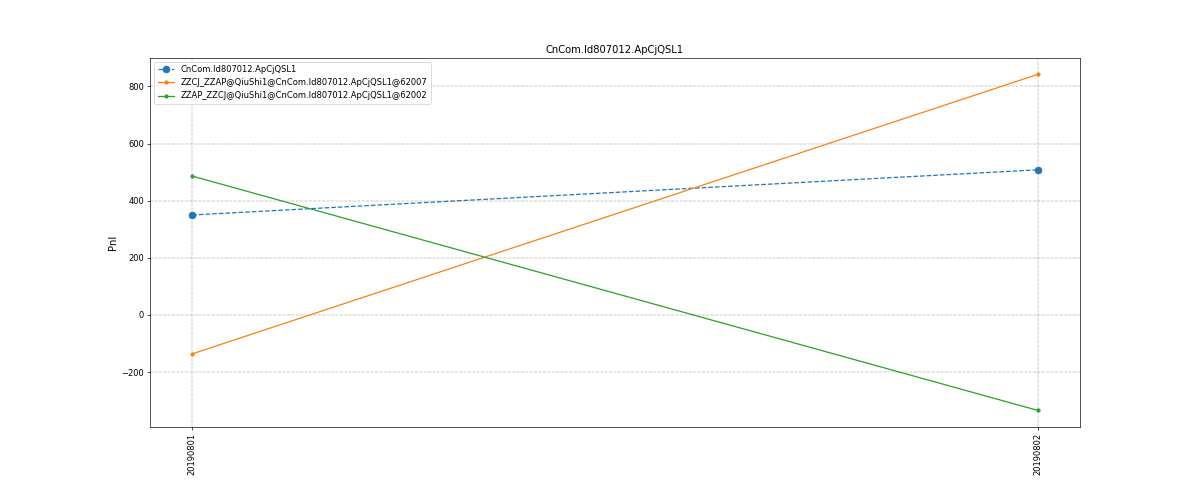 CnCom.Id807012.ApCjQSL1
CnCom.Id807012.ApCjQSL1
ZZCJ_ZZAP@QiuShi1@CnCom.Id807012.ApCjQSL1@62007
ZZAP_ZZCJ@QiuShi1@CnCom.Id807012.ApCjQSL1@62002
800
600
400
200
0
−200
Pnl
20190801
20190802